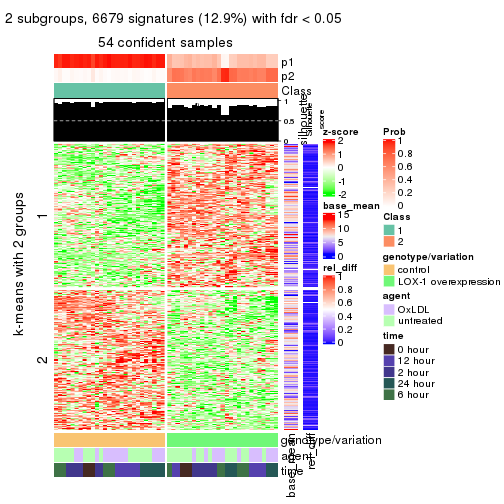 2 subgroups, 6679 signatures (12.9%) with fdr < 0.05
54 confident samples
p1
p2
Class
1
0.5
0
silhouette
k-means with 2 groups
1
2
genotype/variation
agent
time
base_mean
rel_diff
z-score
2
1
0
-1
-2
base_mean
15
10
5
0
rel_diff
1
0.8
0.6
0.4
0.2
0
Prob
1
0.8
0.6
0.4
0.2
0
Class
1
2
genotype/variation
control
LOX-1 overexpression
agent
OxLDL
untreated
time
0 hour
12 hour
2 hour
24 hour
6 hour